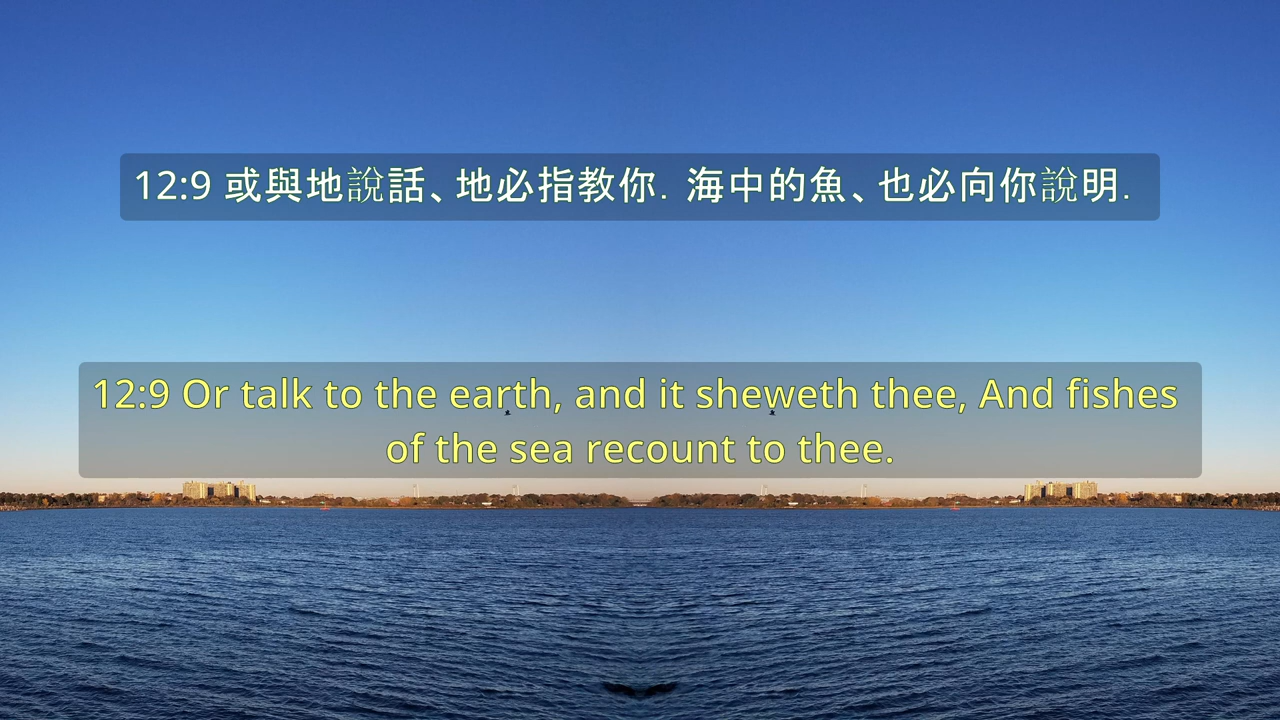 12:9 或與地說話、地必指教你. 海中的魚、也必向你說明.
12:9 Or talk to the earth, and it sheweth thee, And fishes
of the sea recount to thee.